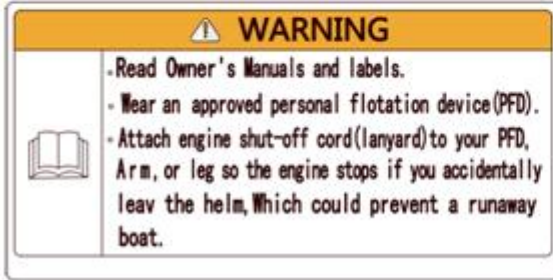 WARNING
·Read Owner's Manuals and labels.
·Wear an approved personal flotation device(PFD).
·Attach engine shut-off cord(lanyard)to your PFD,
Arm, or leg so the engine stops if you accidentally
leav the helm,Which could prevent a runaway
boat.